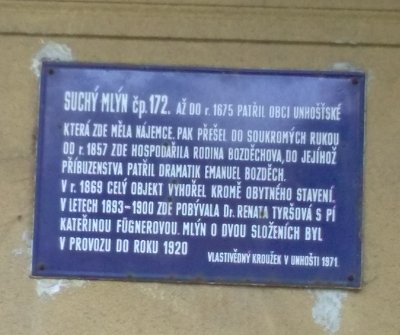 SUCHÝ MLÝN čp. 172. AŽ DO r. 1675 PATŘIL OBCI UNHOŠŤSKÉ
KTERÁ ZDE MĚLA NÁJEMCE. PAK PŘEŠEL DO SOUKROMÝCH RUKOU
OD r. 1857 ZDE HOSPODAŘILA RODINA BOZDĚCHOVA, DO JEJÍHOŽ
PŘÍBUZENSTVA PATŘIL DRAMATIK EMANUEL BOZDĚCH.
V r. 1869 CELÝ OBJEKT VYHOŘEL KROMĚ OBYTNÉHO STAVENÍ.
V LETECH 1893-1900 ZDE POBÝVALA Dr. RENATA TYRŠOVÁ S PÍ
KATEŘINOU FÜGNEROVOU. MLÝN O DVOU SLOŽENÍCH BYL
V PROVOZU DO ROKU 1920
VLASTIVĚDNÝ KROUŽEK V UNHOŠTI 1971.